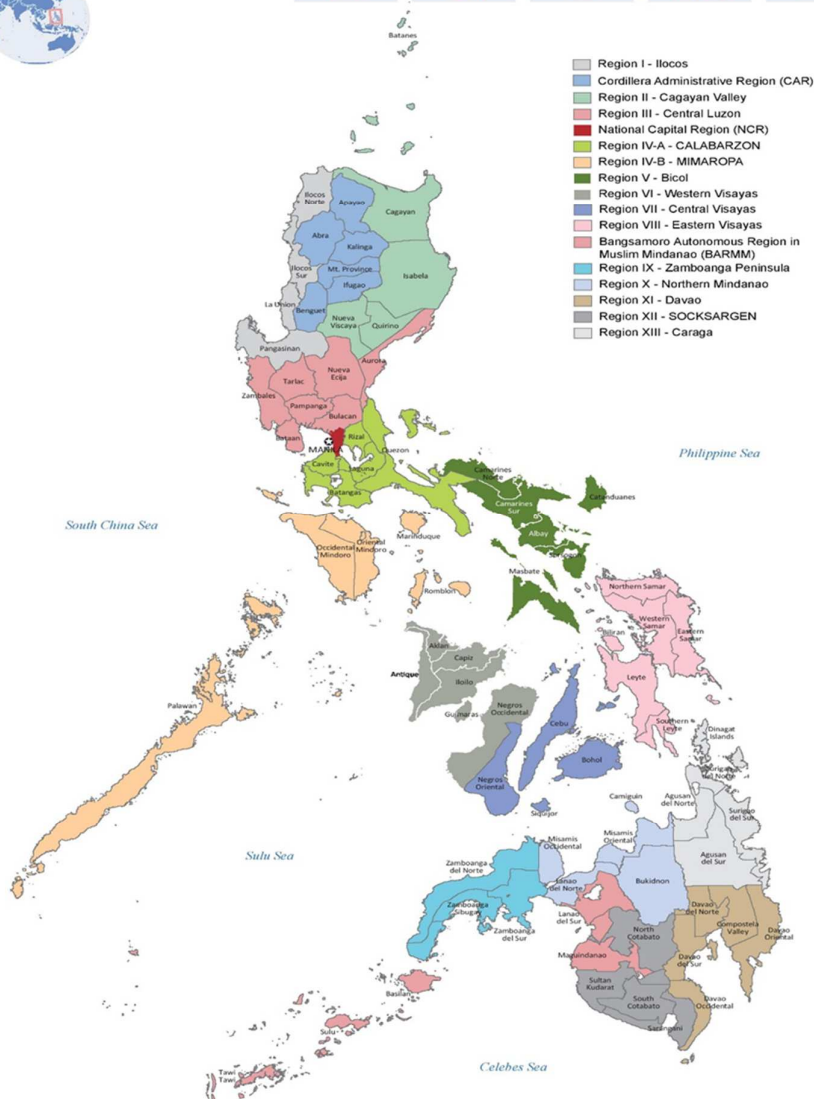 Batanes
Region I - Ilocos
Cordillera Administrative Region (CAR)
Region II - Cagayan Valley
Region III - Central Luzon
National Capital Region (NCR)
Region IV-A - CALABARZON
Region IV-B - MIMAROPA
Region V - Bicol
Region VI - Western Visayas
Region VII - Central Visayas
Region VIII - Eastern Visayas
Bangsamoro Autonomous Region in
Muslim Mindanao (BARMM)
Region IX - Zamboanga Peninsula
Region X - Northern Mindanao
Region XI - Davao
Region XII - SOCKSARGEN
Region XIII - Caraga
Ilocos
Norte
Apayao
Cagayan
Abra
Kalinga
Ilocos
Sur
Mt. Province
Isabela
Ifugao
La Union
Benguet
Nueva
Viscaya
Quirino
Pangasinan
Aurora
Nueva
Ecija
Tarlac
Zambales
Pampanga
Bulacan
Bataan
Rizal
Quezon
Cavite
Laguna
Batangas
Philippine Sea
South China Sea
Camarines
Norte
Catanduanes
Camarines
Sur
Albay
Marinduque
Occidental
Mindoro
Oriental
Mindoro
Masbate
Romblon
Northern Samar
Western
Samar
Eastern
Samar
Biliran
Aklan
Capiz
Antique
Iloilo
Leyte
Palawan
Guimaras
Negros
Occidental
Cebu
Southern
Leyte
Dinagat
Islands
Bohol
Negros
Oriental
Siquijor
Camiguin
Agusan
del Norte
Surigao
del Sur
Sulu Sea
Misamis
Occidental
Misamis
Oriental
Zamboanga
del Norte
Agusan
del Sur
Lanao
del Norte
Bukidnon
Zamboanga
Sibugay
Zamboanga
del Sur
Lanao
del Sur
Davao
del Norte
Compostela
Valley
Davao
Oriental
North
Cotabato
Maguindanao
Davao
del Sur
Sultan
Kudarat
Basilan
South
Cotabato
Davao
Occidental
Sarangani
Sulu
Celebes Sea
Tawi
Tawi